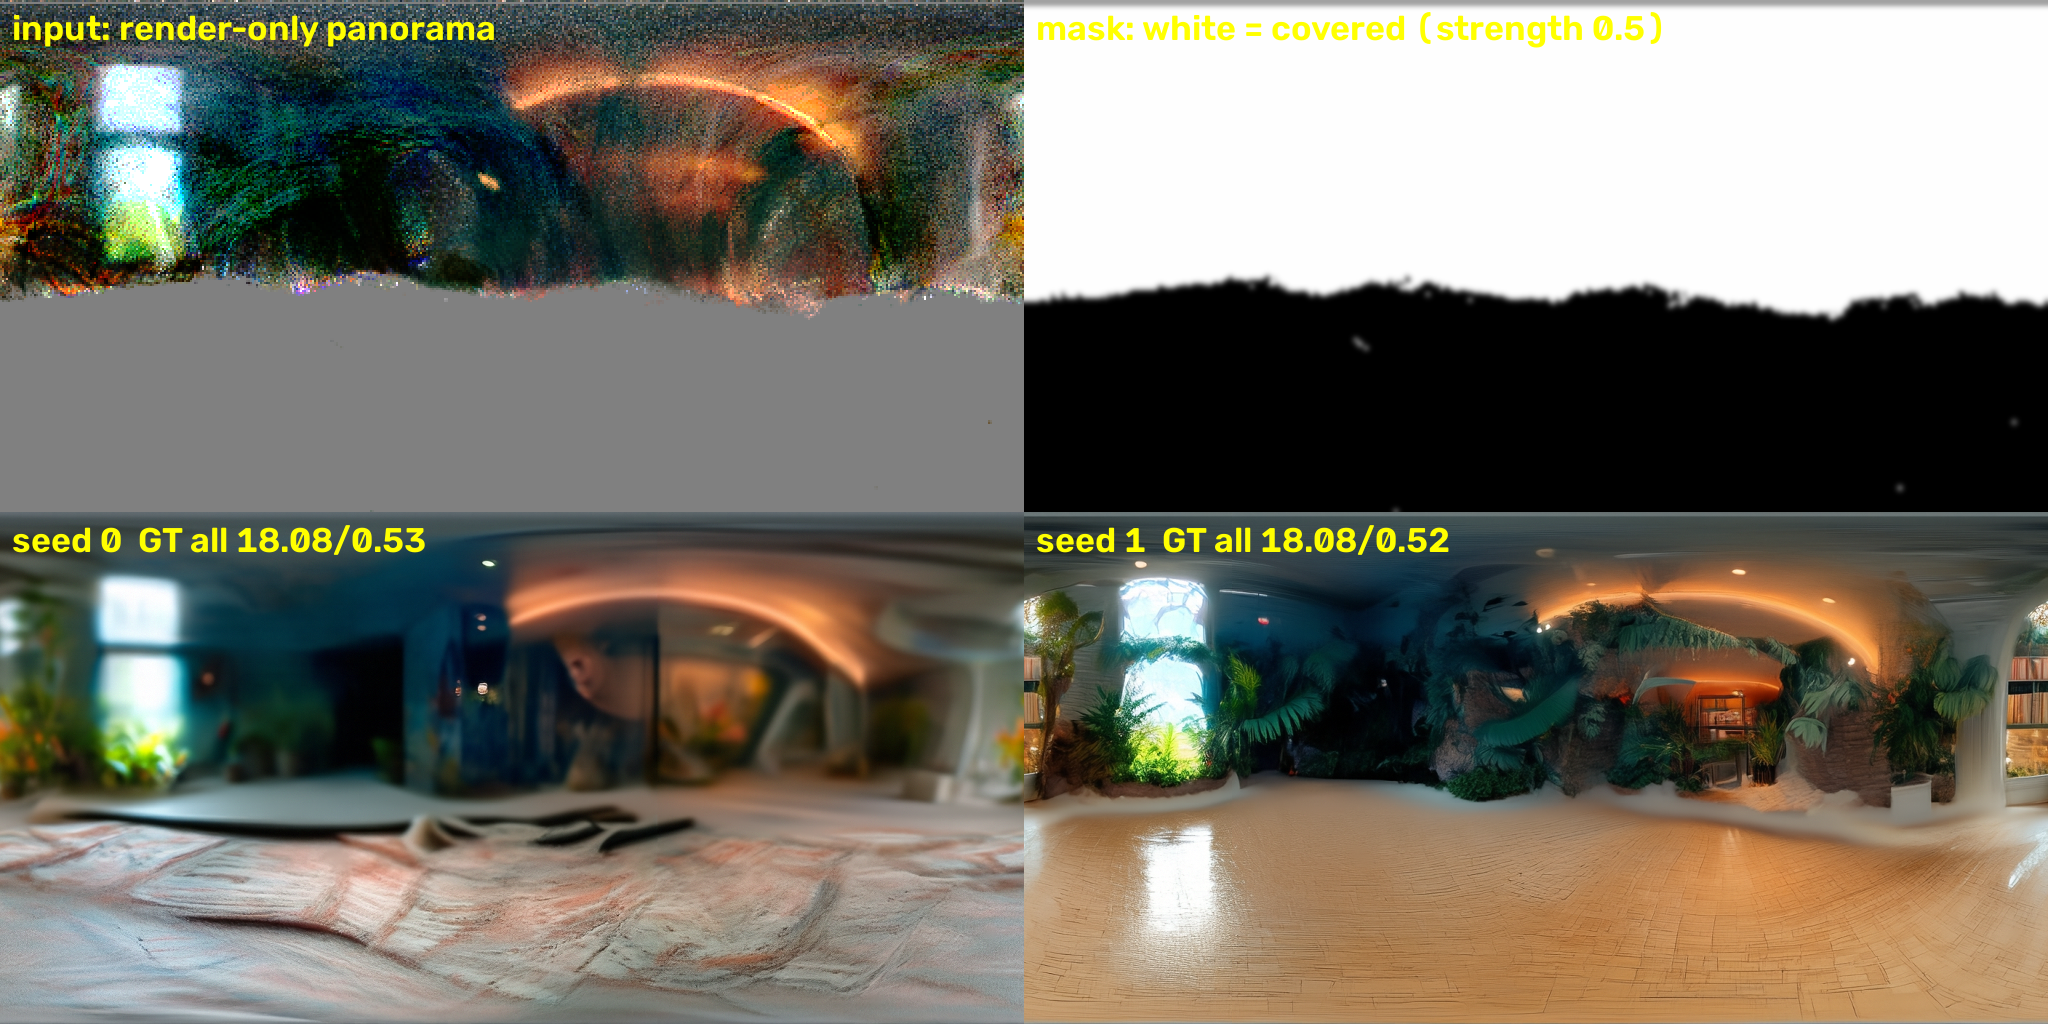 input: render-only panorama
mask: white = covered (strength 0.5)
seed 0 GT all 18.08/0.53
seed 1 GT all 18.08/0.52